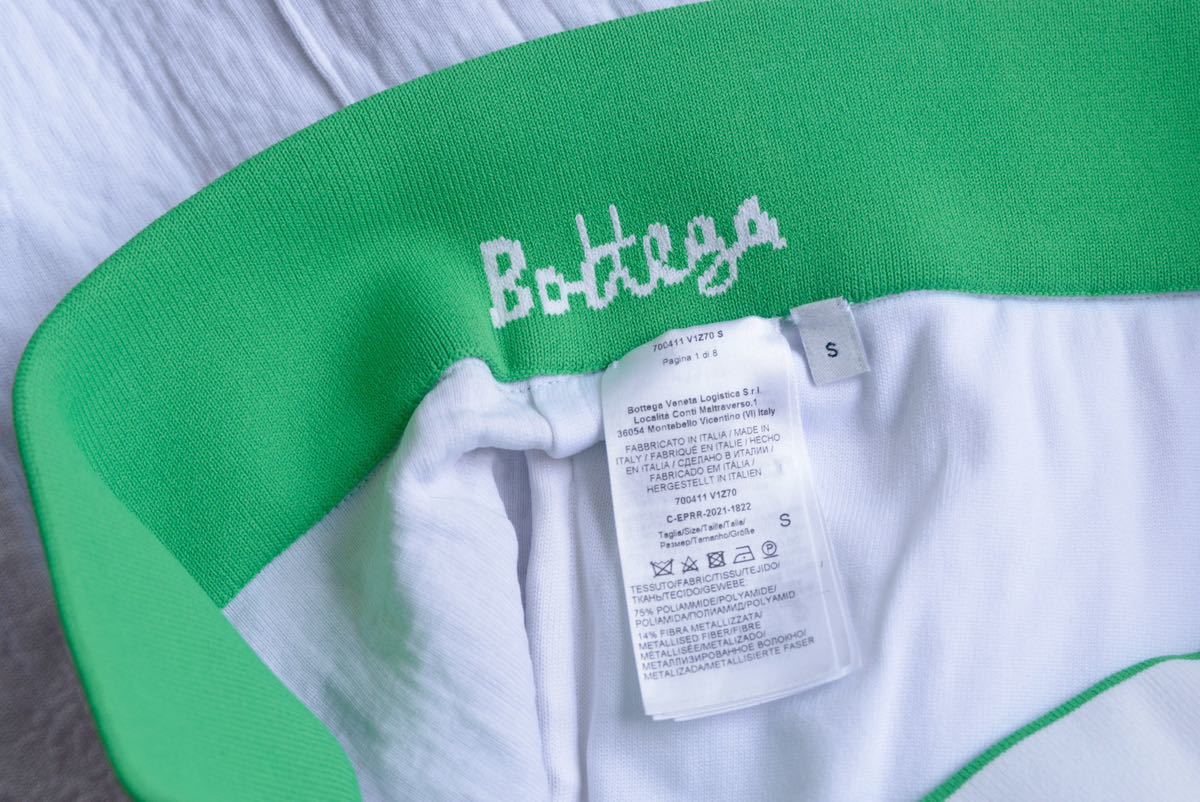 Bottega
700411 V1Z70 S
Pagina 1 di 8
S
Bottega Veneta Logistica S.r.l.
Località Conti Maltraverso,1
36054 Montebello Vicentino (VI) Italy
FABBRICATO IN ITALIA / MADE IN
ITALY / FABRIQUÉ EN ITALIE / HECHO
EN ITALIA / СДЕЛАНО В ИТАЛИИ /
FABRICADO EM ITÁLIA /
HERGESTELLT IN ITALIEN
700411 V1Z70
C-EPRR-2021-1822
Taglia/Size/Taille/Talla/
Размер/Tamanho/Größe
S
TESSUTO/FABRIC/TISSU/TEJIDO/
ТКАНЬ/TECIDO/GEWEBE:
75% POLIAMMIDE/POLYAMIDE/
POLIAMIDA/ПОЛИАМИД/POLYAMID
14% FIBRA METALLIZZATA/
METALLISED FIBER/FIBRE
MÉTALLISÉE/METALIZADO/
МЕТАЛЛИЗИРОВАННОЕ ВОЛОКНО/
METALIZADA/METALLISIERTE FASER